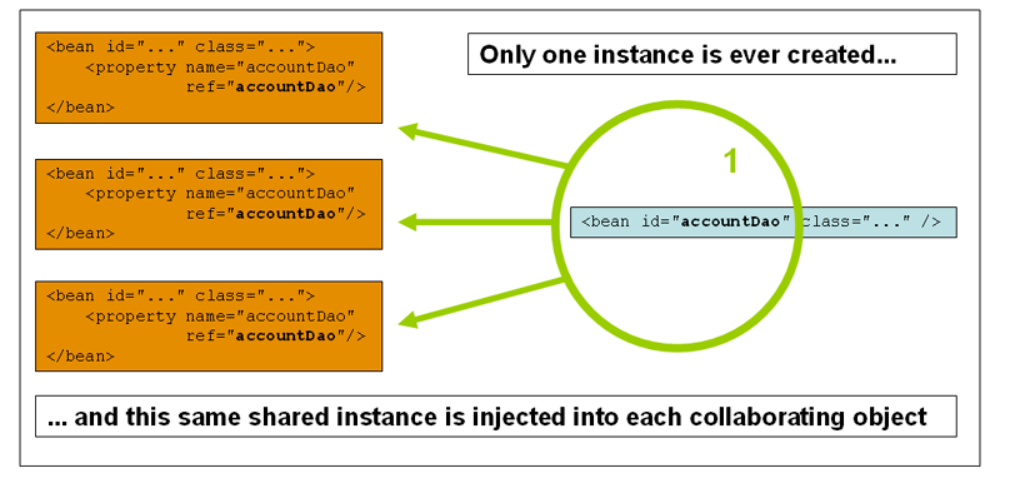 <bean id="..." class="...">
<property name="accountDao"
ref="accountDao"/>
</bean>
Only one instance is ever created...
<bean id="..." class="...">
<property name="accountDao"
ref="accountDao"/>
</bean>
1
<bean id="accountDao" class="..." />
<bean id="..." class="...">
<property name="accountDao"
ref="accountDao"/>
</bean>
... and this same shared instance is injected into each collaborating object